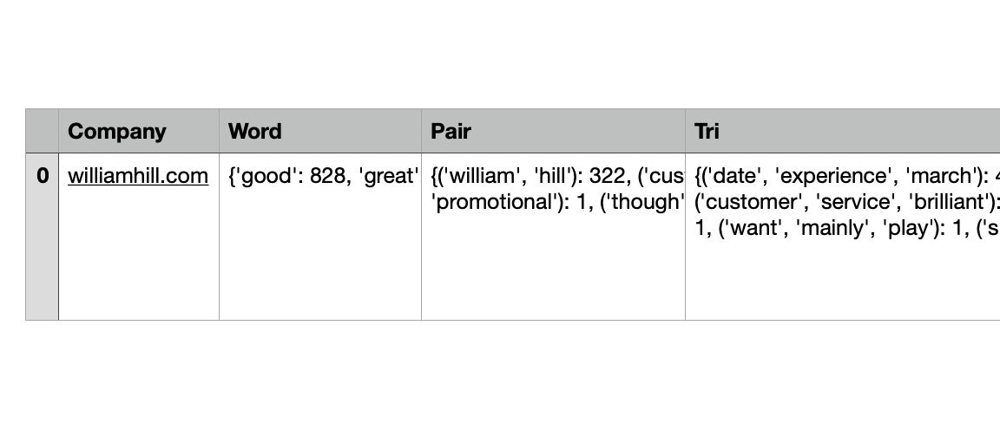 Company Word Pair Tri
0 williamhill.com {'good': 828, 'great' {('william', 'hill'): 322, ('cus {('date', 'experience', 'march'): 4
'promotional'): 1, ('though' ('customer', 'service', 'brilliant'):
1, ('want', 'mainly', 'play'): 1, ('s